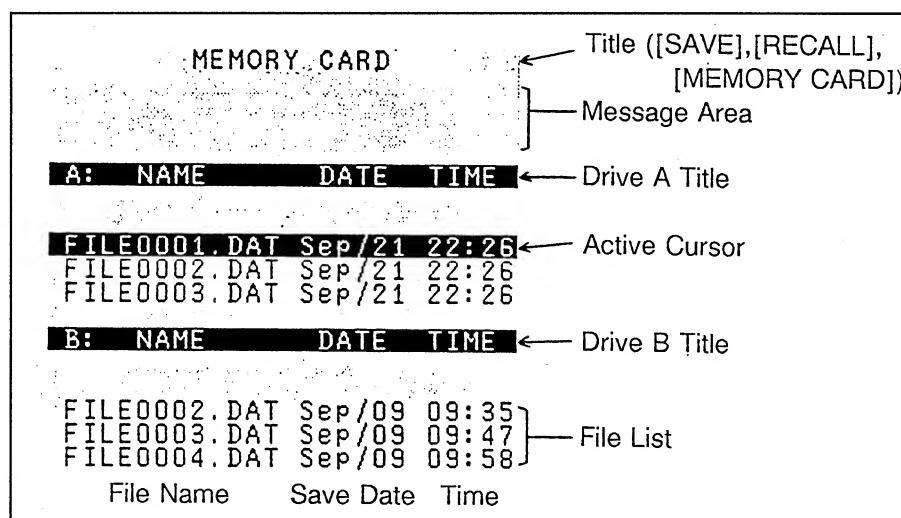 MEMORY CARD
Title ([SAVE],[RECALL],
[MEMORY CARD])
Message Area
A: NAME DATE TIME
Drive A Title
FILE0001.DAT Sep/21 22:26
Active Cursor
FILE0002.DAT Sep/21 22:26
FILE0003.DAT Sep/21 22:26
B: NAME DATE TIME
Drive B Title
FILE0002.DAT Sep/09 09:35
FILE0003.DAT Sep/09 09:47
File List
FILE0004.DAT Sep/09 09:58
File Name Save Date Time